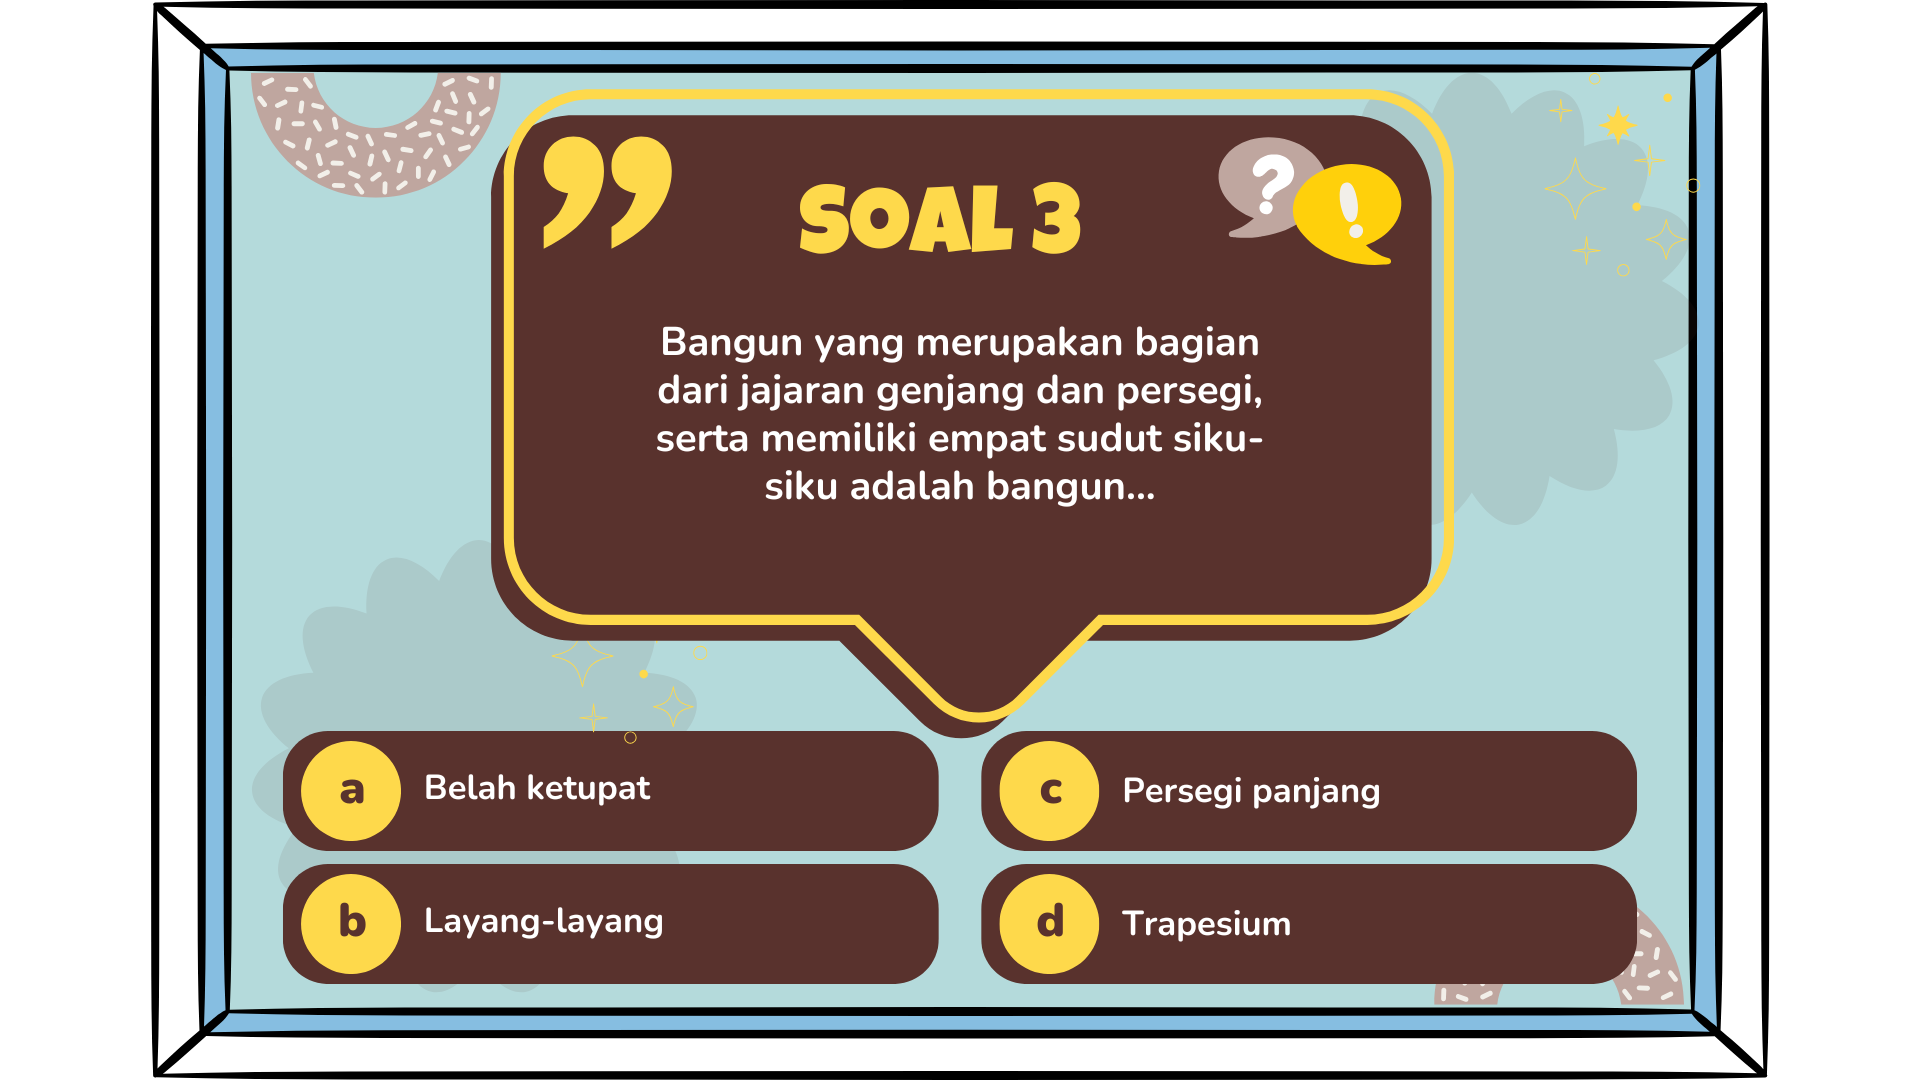 SOAL 3
Bangun yang merupakan bagian
dari jajaran genjang dan persegi,
serta memiliki empat sudut siku-
siku adalah bangun...
a Belah ketupat
b Layang-layang
c Persegi panjang
d Trapesium